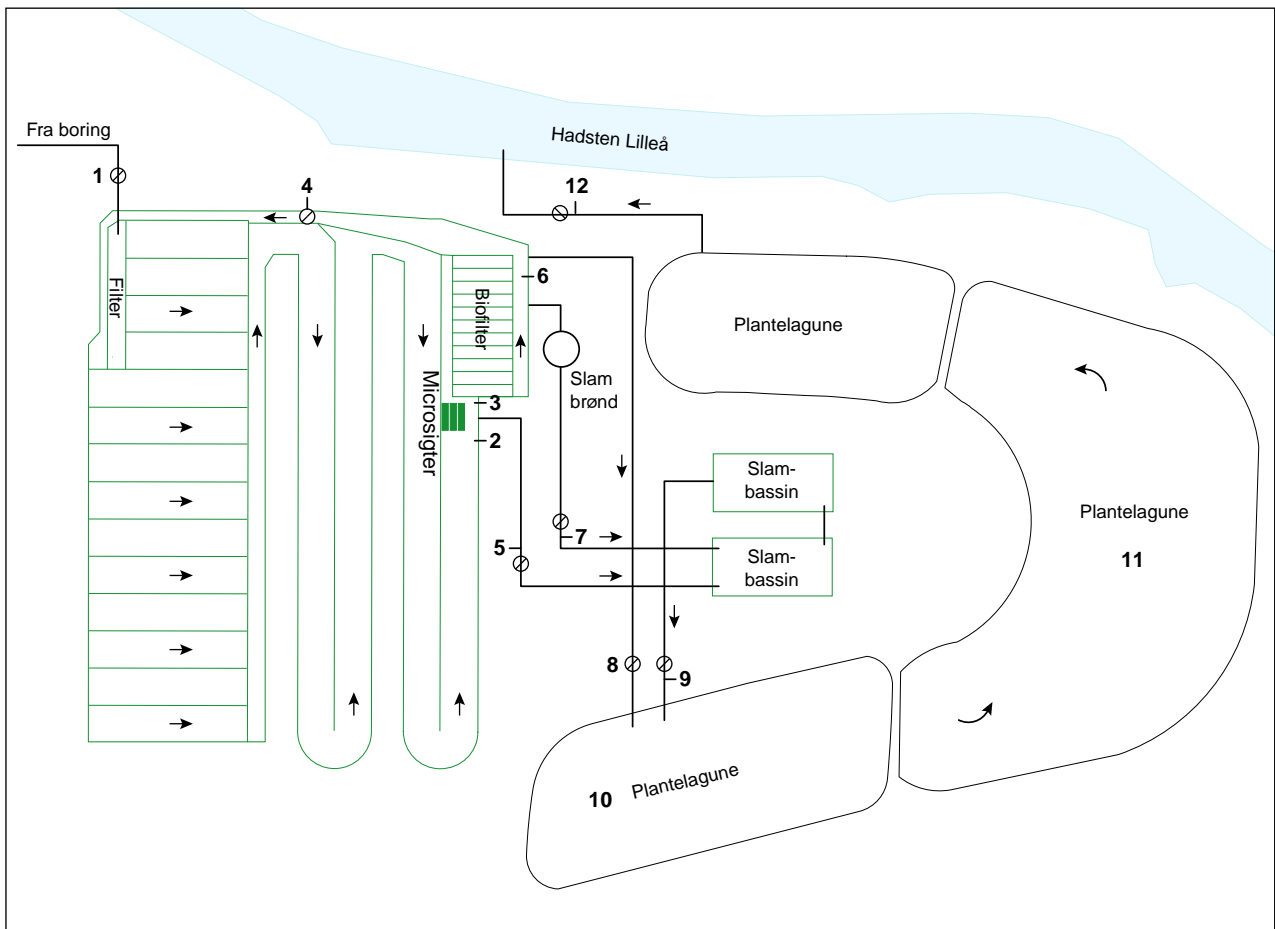 Fra boring
Hadsten Lilleå
1
4
12
Filter
Biofilter
6
Plantelagune
Slam
brønd
Microsigter
3
2
Slam-
bassin
Plantelagune
11
5
7
Slam-
bassin
8
9
10
Plantelagune